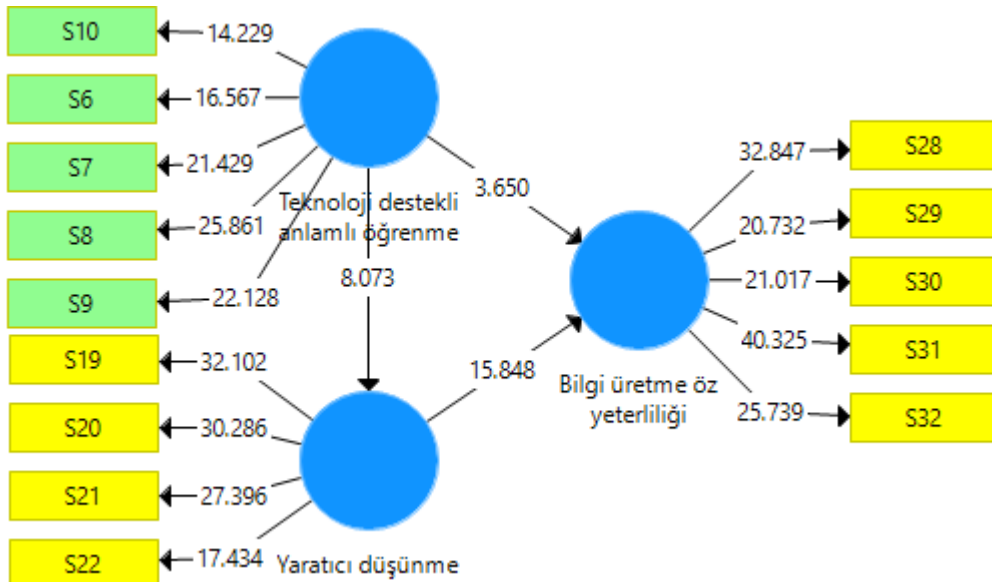 S10
14.229
S6
16.567
S7
21.429
S8
25.861
S9
22.128
Teknoloji destekli
anlamlı öğrenme
3.650
8.073
S19
32.102
S20
30.286
S21
27.396
S22
17.434
Yaratıcı düşünme
15.848
Bilgi üretme öz
yeterliliği
32.847
S28
20.732
S29
21.017
S30
40.325
S31
25.739
S32